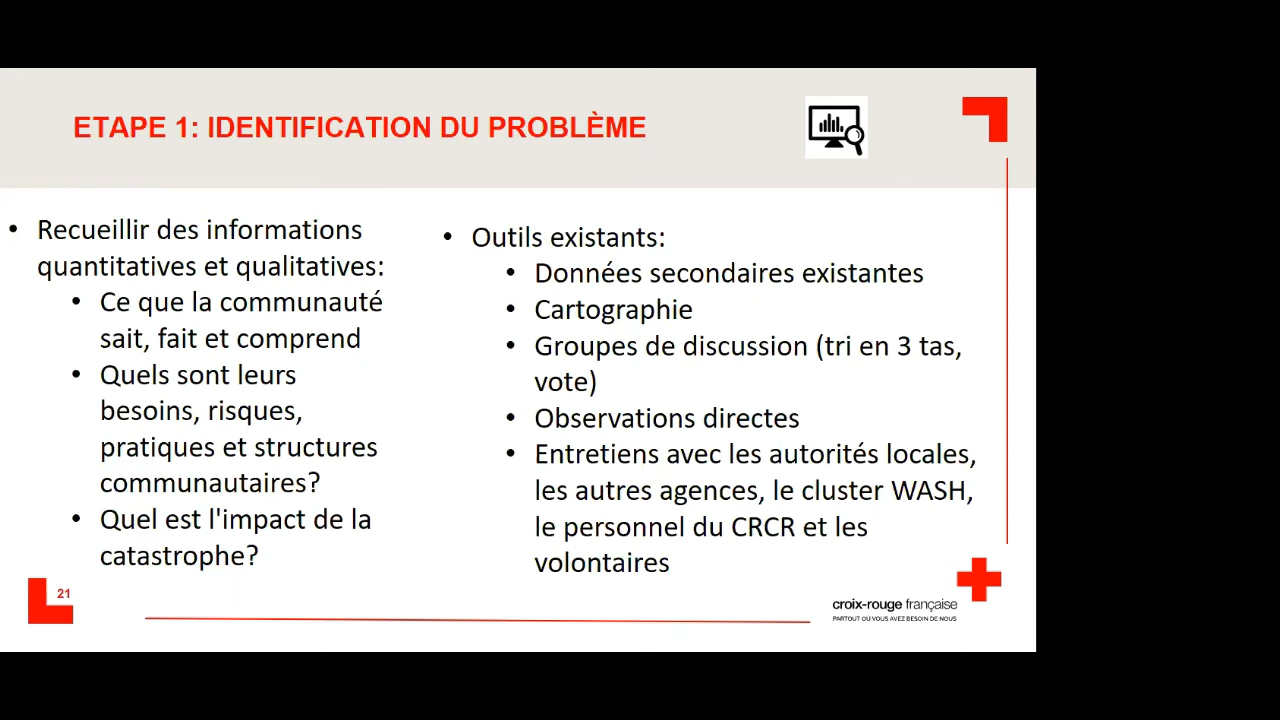 ETAPE 1: IDENTIFICATION DU PROBLÈME
• Recueillir des informations
quantitatives et qualitatives:
• Ce que la communauté
sait, fait et comprend
• Quels sont leurs
besoins, risques,
pratiques et structures
communautaires?
• Quel est l'impact de la
catastrophe?
• Outils existants:
• Données secondaires existantes
• Cartographie
• Groupes de discussion (tri en 3 tas,
vote)
• Observations directes
• Entretiens avec les autorités locales,
les autres agences, le cluster WASH,
le personnel du CRCR et les
volontaires
21
croix-rouge française
PARTOUT OÙ VOUS AVEZ BESOIN DE NOUS